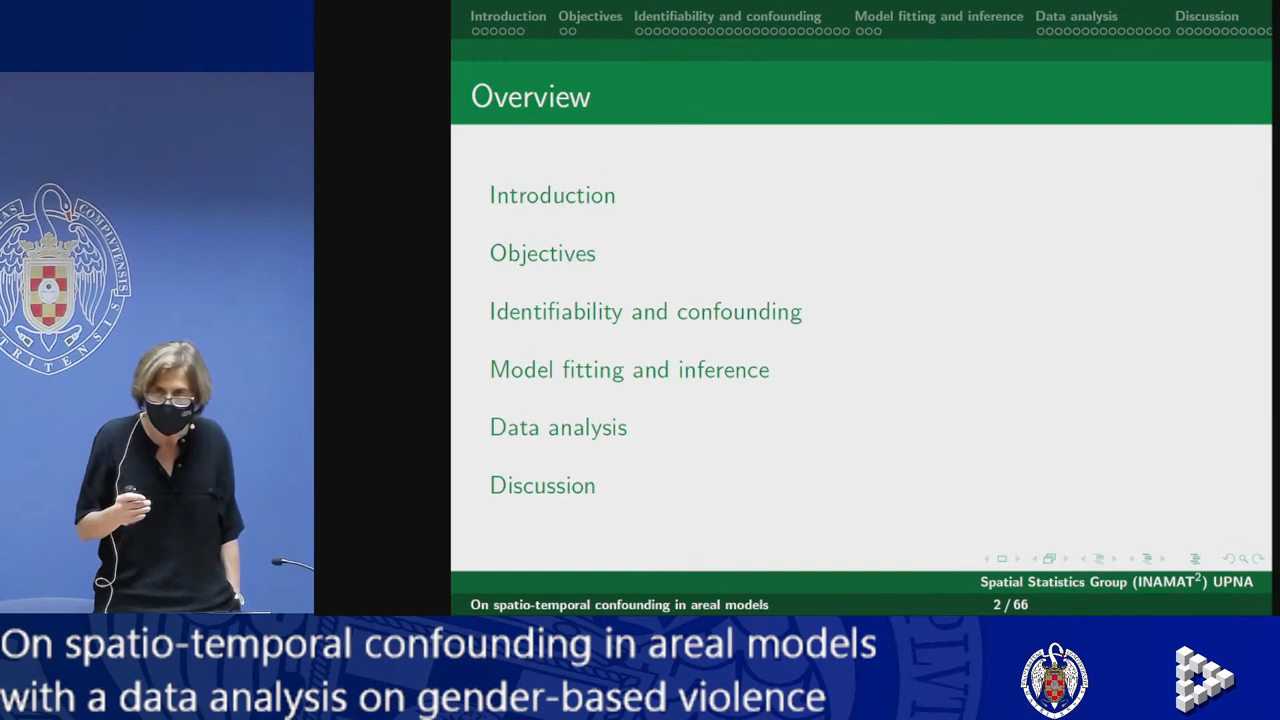 Introduction Objectives Identifiability and confounding Model fitting and inference Data analysis Discussion
Overview
Introduction
Objectives
Identifiability and confounding
Model fitting and inference
Data analysis
Discussion
Spatial Statistics Group (INAMAT²) UPNA
On spatio-temporal confounding in areal models 2 / 66
On spatio-temporal confounding in areal models
with a data analysis on gender-based violence